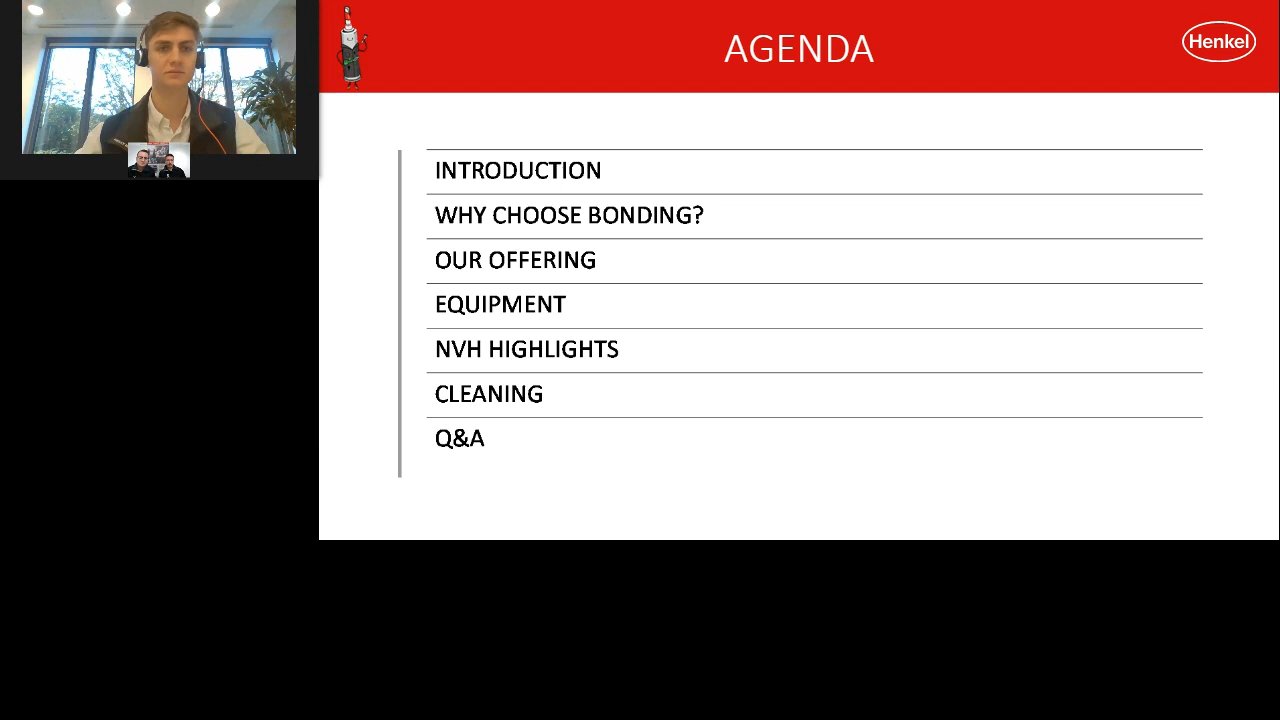 AGENDA
Henkel
INTRODUCTION
WHY CHOOSE BONDING?
OUR OFFERING
EQUIPMENT
NVH HIGHLIGHTS
CLEANING
Q&A